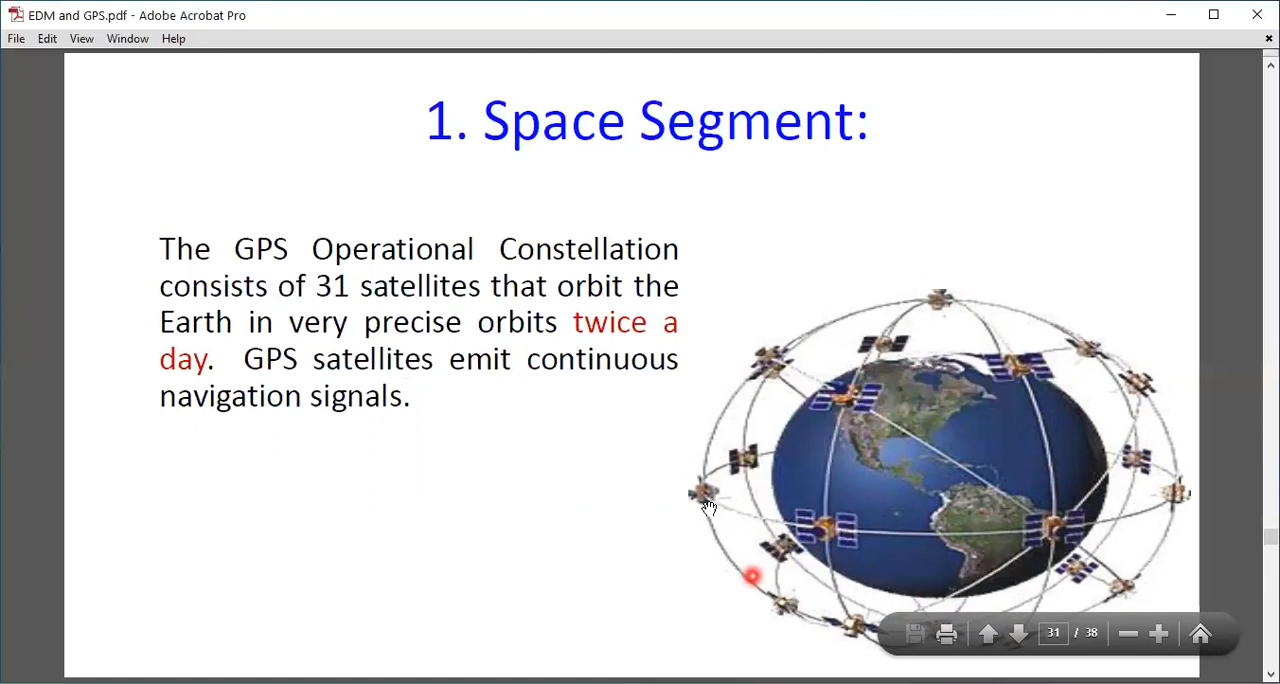 EDM and GPS.pdf - Adobe Acrobat Pro
File Edit View Window Help
1. Space Segment:
The GPS Operational Constellation
consists of 31 satellites that orbit the
Earth in very precise orbits twice a
day. GPS satellites emit continuous
navigation signals.
31 / 38